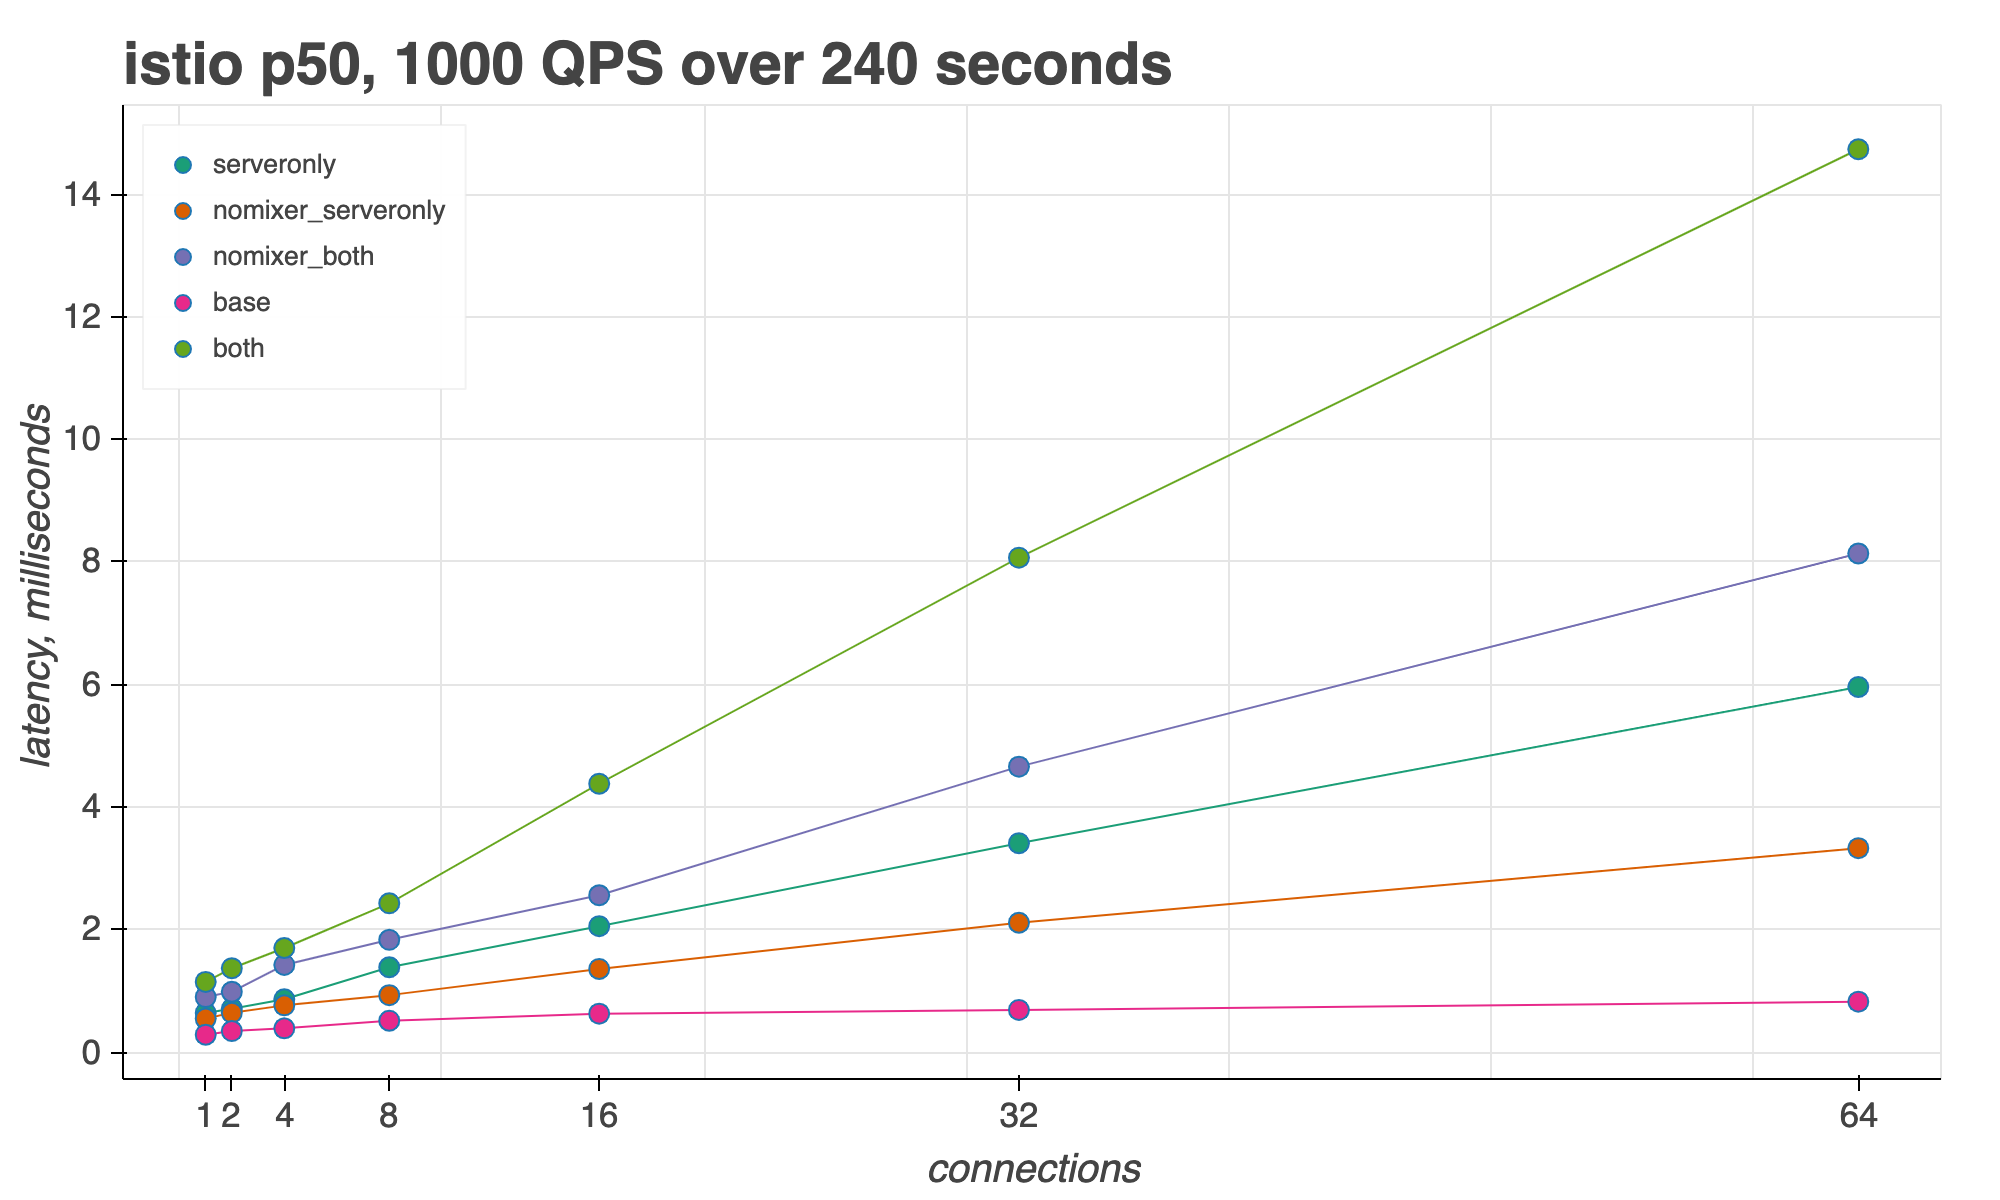 istio p50, 1000 QPS over 240 seconds
serveronly
nomixer_serveronly
nomixer_both
base
both
latency, milliseconds
14
12
10
8
6
4
2
0
1 2 4 8 16 32 64
connections